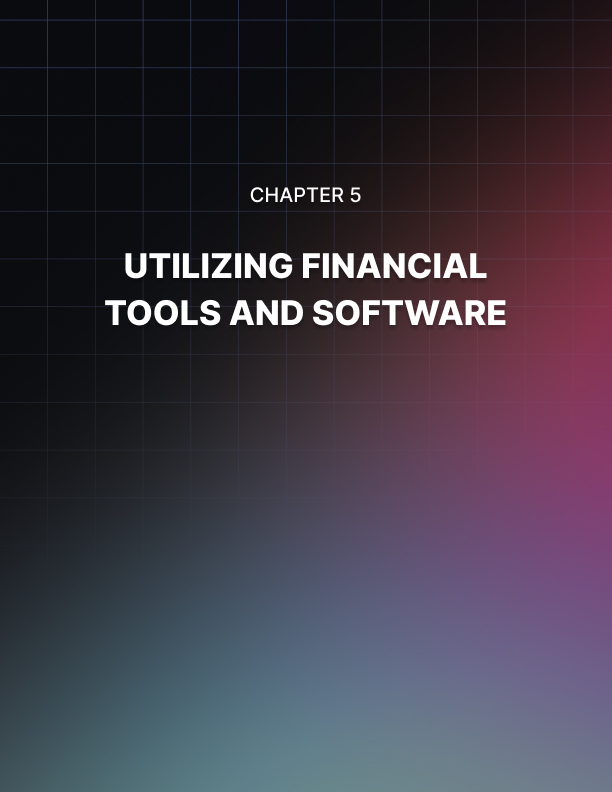 CHAPTER 5
UTILIZING FINANCIAL
TOOLS AND SOFTWARE